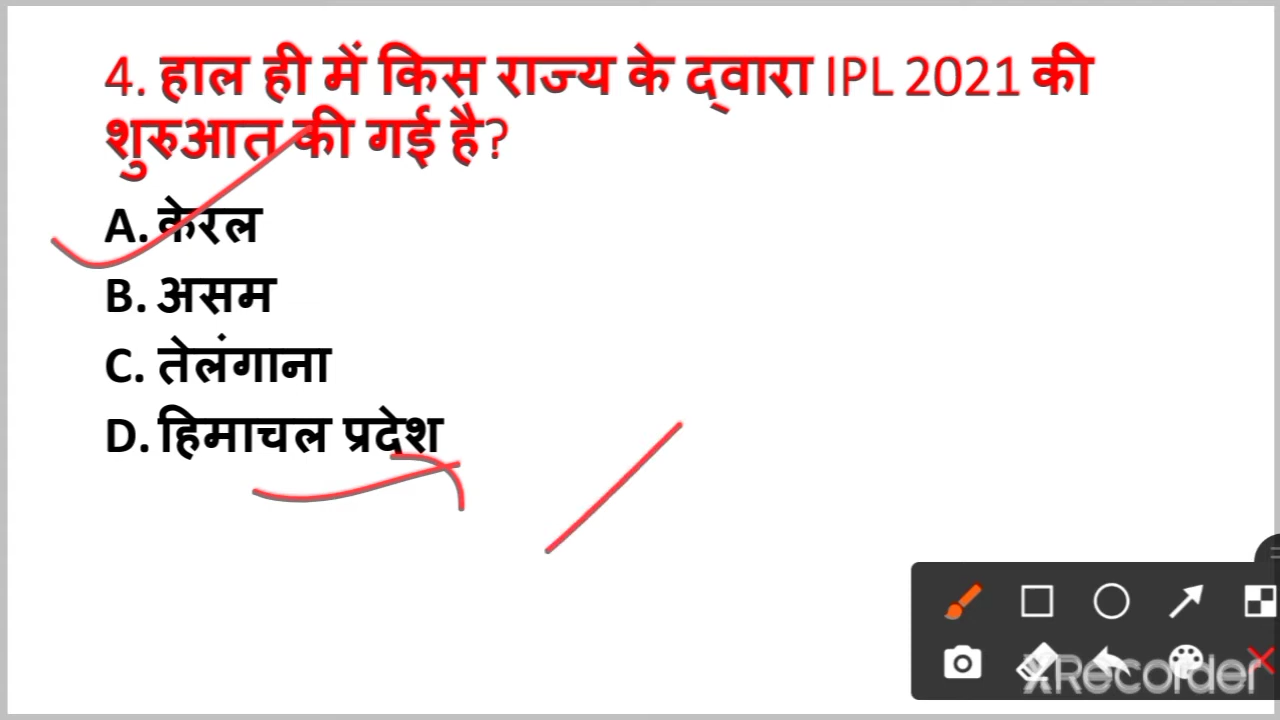 4. हाल ही में किस राज्य के द्वारा IPL 2021 की
शुरुआत की गई है?
A. केरल
B. असम
C. तेलंगाना
D. हिमाचल प्रदेश
XRecorder